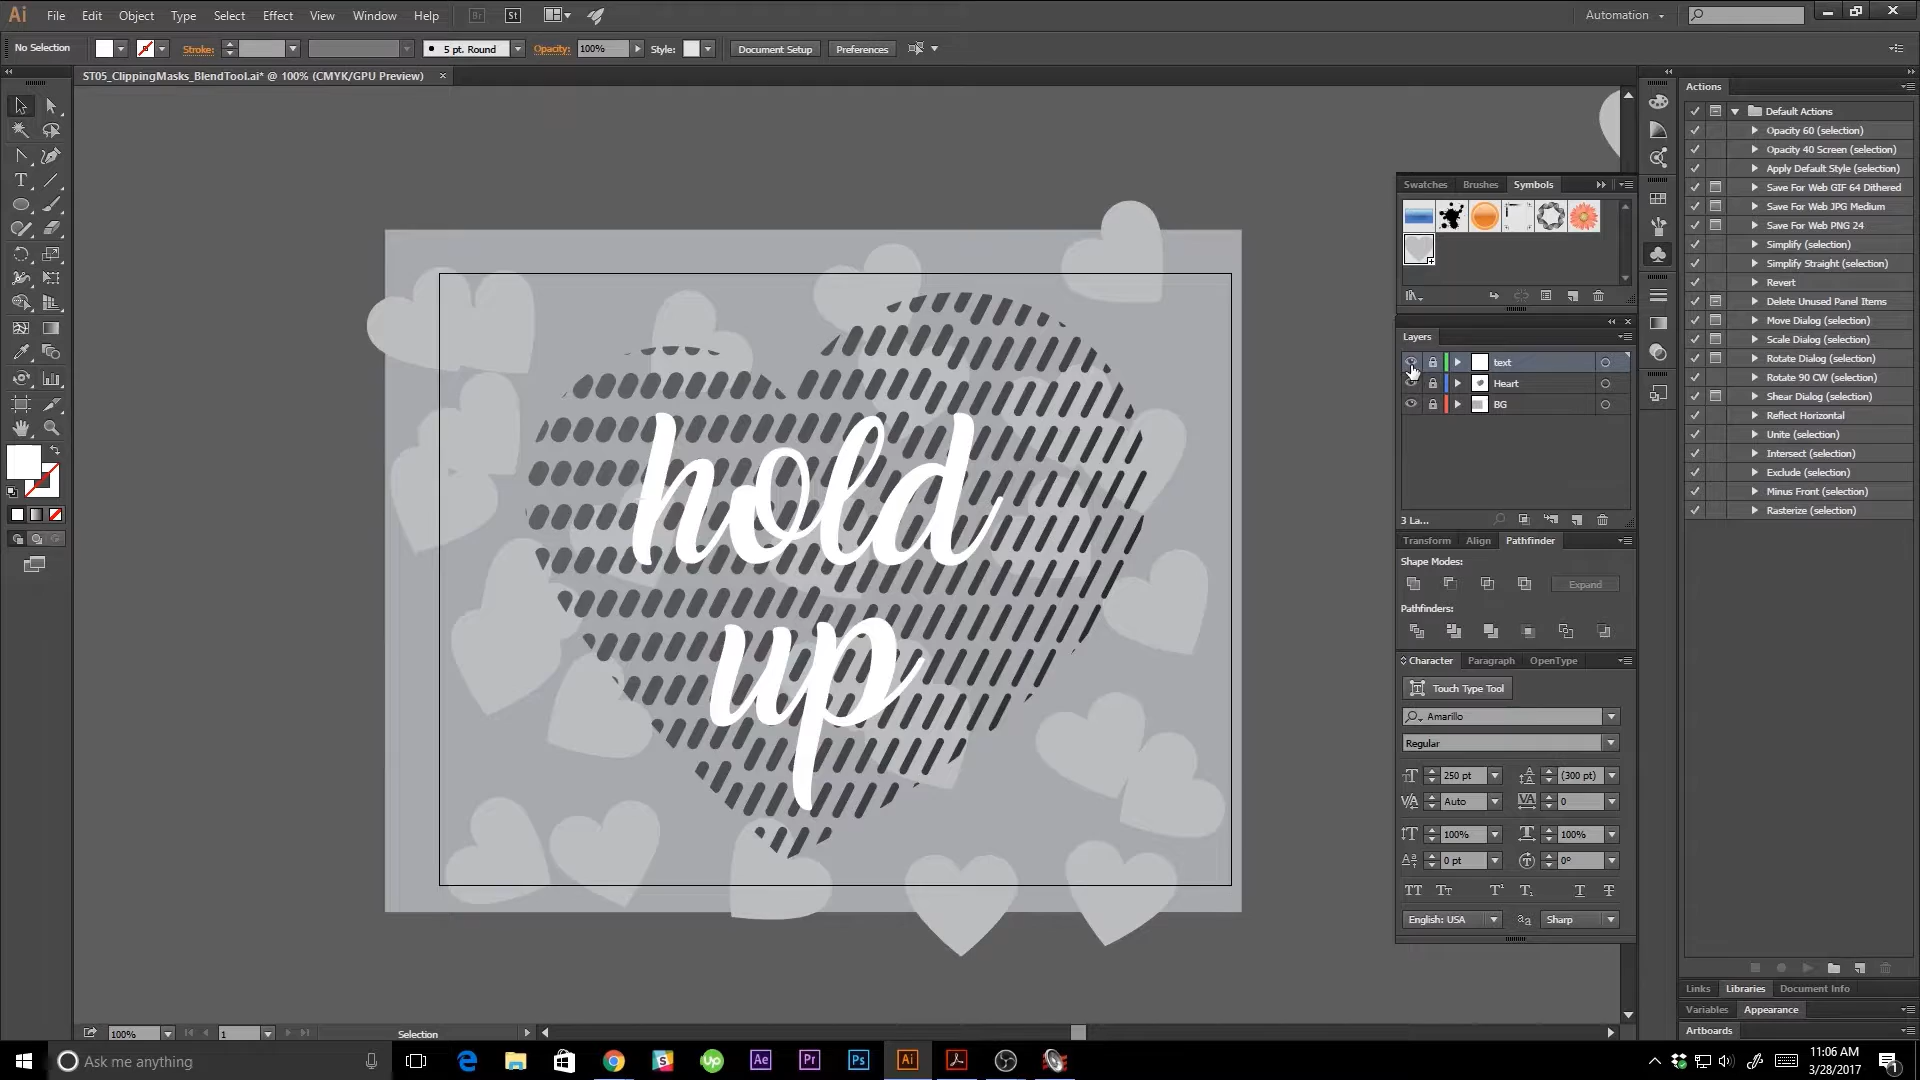 Ai File Edit Object Type Select Effect View Window Help Br St Automation
No Selection Stroke: 5 pt. Round Opacity: 100% Style: Document Setup Preferences
ST05_ClippingMasks_BlendTool.ai* @ 100% (CMYK/GPU Preview)
hold
up
Swatches Brushes Symbols
Layers
text
Heart
BG
3 La...
Transform Align Pathfinder
Shape Modes:
Expand
Pathfinders:
Character Paragraph OpenType
Touch Type Tool
Amarillo
Regular
250 pt (300 pt)
Auto 0
100% 100%
0 pt 0°
English: USA Sharp
Actions
Default Actions
Opacity 60 (selection)
Opacity 40 Screen (selection)
Apply Default Style (selection)
Save For Web GIF 64 Dithered
Save For Web JPG Medium
Save For Web PNG 24
Simplify (selection)
Simplify Straight (selection)
Revert
Delete Unused Panel Items
Move Dialog (selection)
Scale Dialog (selection)
Rotate Dialog (selection)
Rotate 90 CW (selection)
Shear Dialog (selection)
Reflect Horizontal
Unite (selection)
Intersect (selection)
Exclude (selection)
Minus Front (selection)
Rasterize (selection)
Links Libraries Document Info
Variables Appearance
Artboards
100% 1 Selection
Ask me anything
Up Ae Pr Ps Ai
11:06 AM
3/28/2017
1